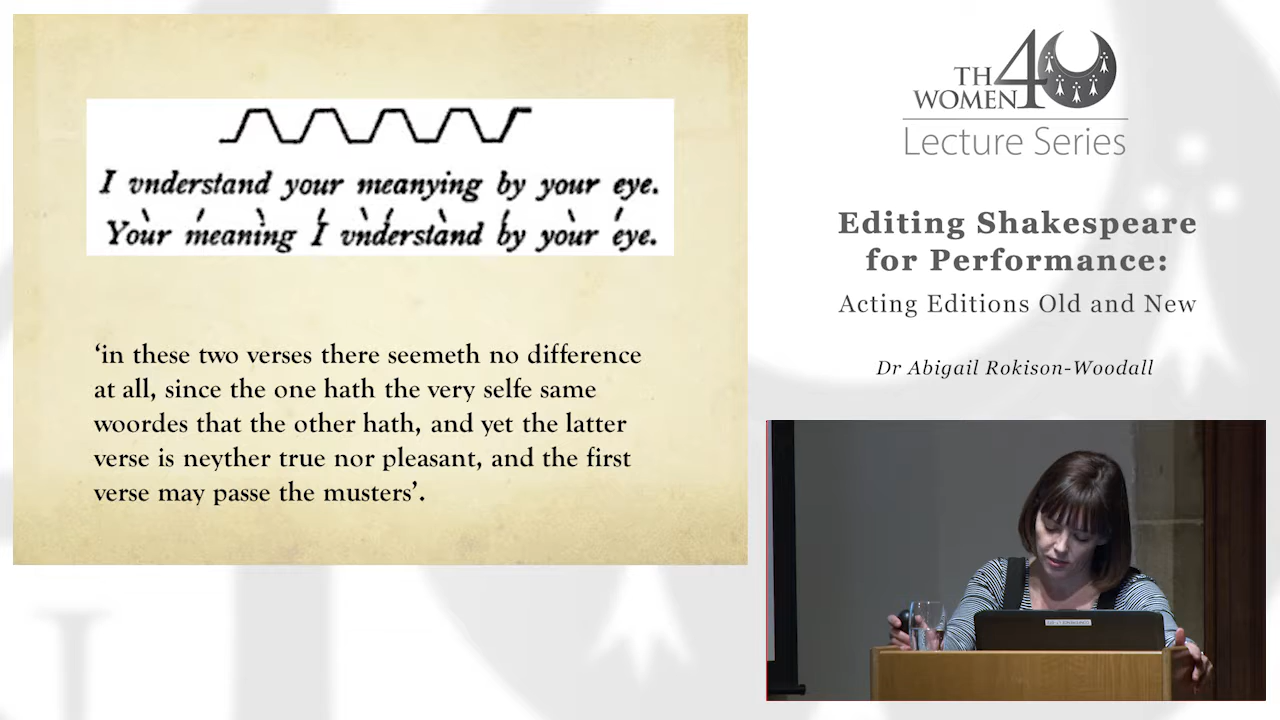 I vnderstand your meanying by your eye.
Your meaning I vnderstand by your eye.
‘in these two verses there seemeth no difference
at all, since the one hath the very selfe same
woordes that the other hath, and yet the latter
verse is neyther true nor pleasant, and the first
verse may passe the musters’.
TH40
WOMEN
Lecture Series
Editing Shakespeare
for Performance:
Acting Editions Old and New
Dr Abigail Rokison-Woodall